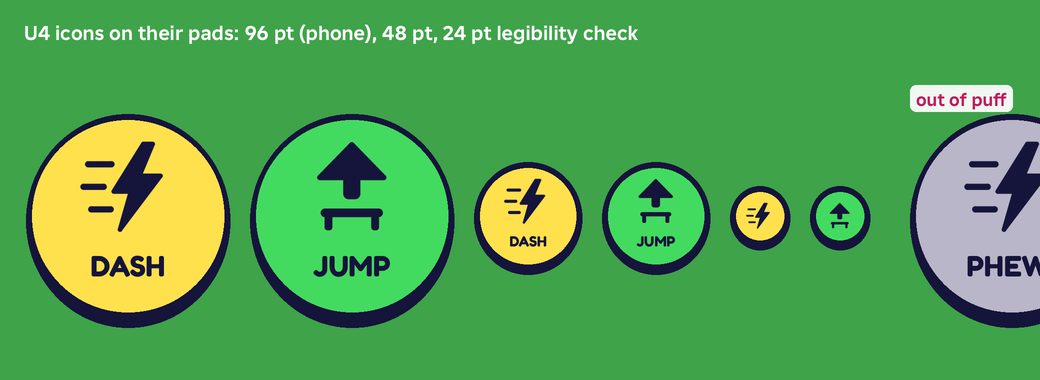 U4 icons on their pads: 96 pt (phone), 48 pt, 24 pt legibility check
out of puff
DASH
JUMP
DASH
JUMP
PHEW